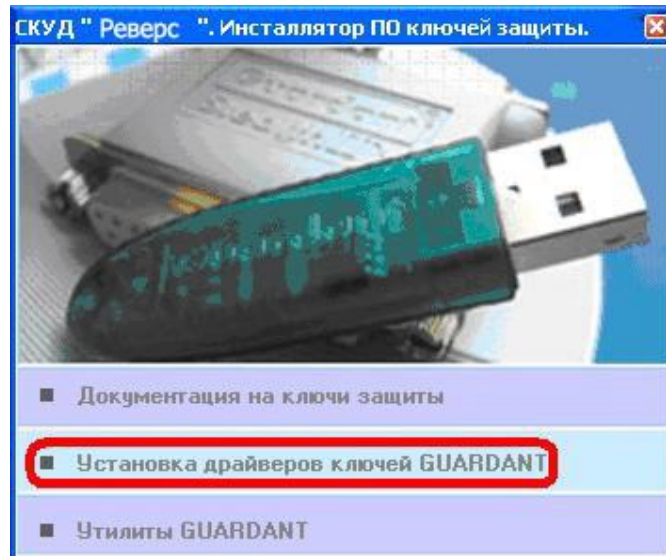 СКУД " Реверс ". Инсталлятор ПО ключей защиты.
Документация на ключи защиты
Установка драйверов ключей GUARDANT
Утилиты GUARDANT